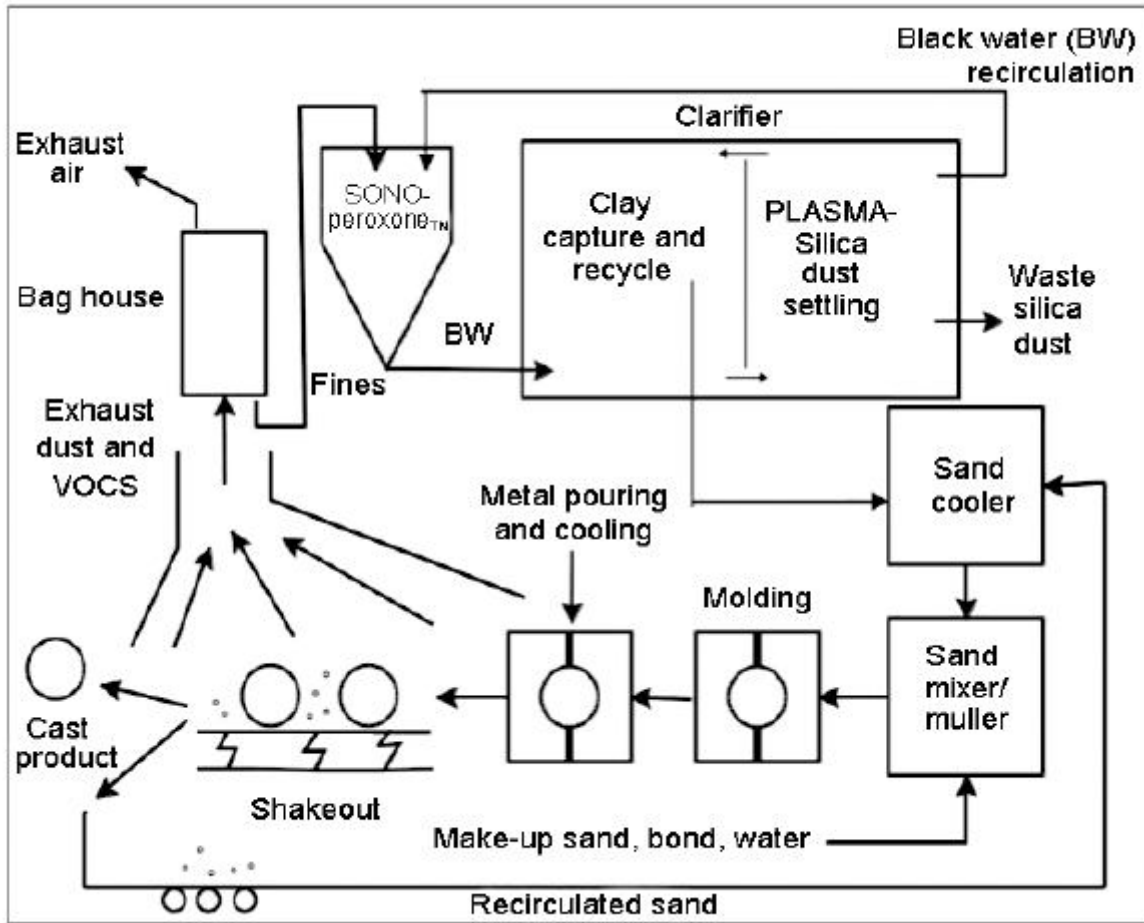 Black water (BW)
recirculation
Exhaust
air
SONO-
peroxone™
Clarifier
Clay
capture and
recycle
PLASMA-
Silica
dust
settling
Waste
silica
dust
Bag house
BW
Fines
Exhaust
dust and
VOCS
Metal pouring
and cooling
Sand
cooler
Molding
Sand
mixer/
muller
Cast
product
Shakeout
Make-up sand, bond, water
Recirculated sand